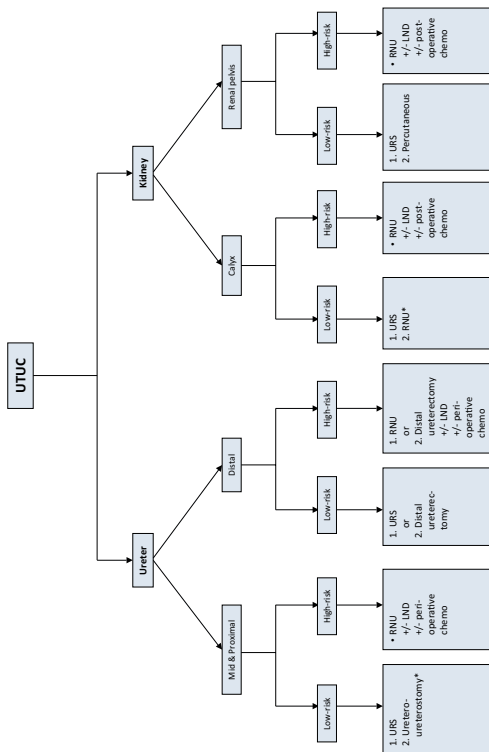 UTUC
Ureter
Kidney
Mid & Proximal
Distal
Calyx
Renal pelvis
Low-risk
High-risk
Low-risk
High-risk
Low-risk
High-risk
Low-risk
High-risk
1. URS
2. Uretero-
ureterostomy*
• RNU
+/- LND
+/- peri-
operative
chemo
1. URS
or
2. Distal
ureterec-
tomy
1. RNU
or
2. Distal
ureterectomy
+/- LND
+/- peri-
operative
chemo
1. URS
2. RNU*
• RNU
+/- LND
+/- post-
operative
chemo
1. URS
2. Percutaneous
• RNU
+/- LND
+/- post-
operative
chemo